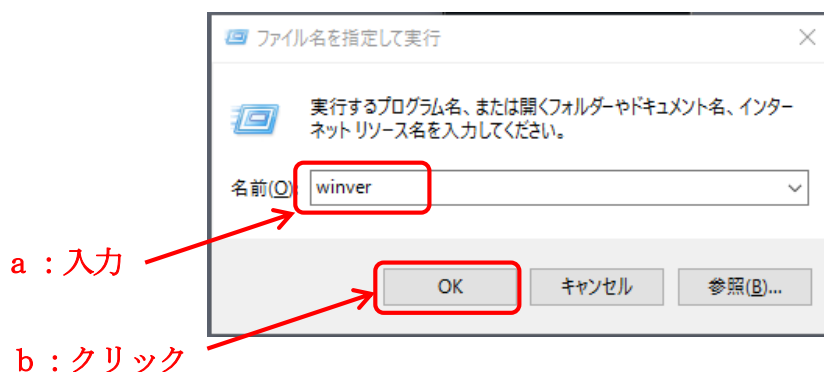 ファイル名を指定して実行
実行するプログラム名、または開くフォルダーやドキュメント名、インター
ネット リソース名を入力してください。
名前(O): winver
a：入力
OK キャンセル 参照(B)...
b：クリック